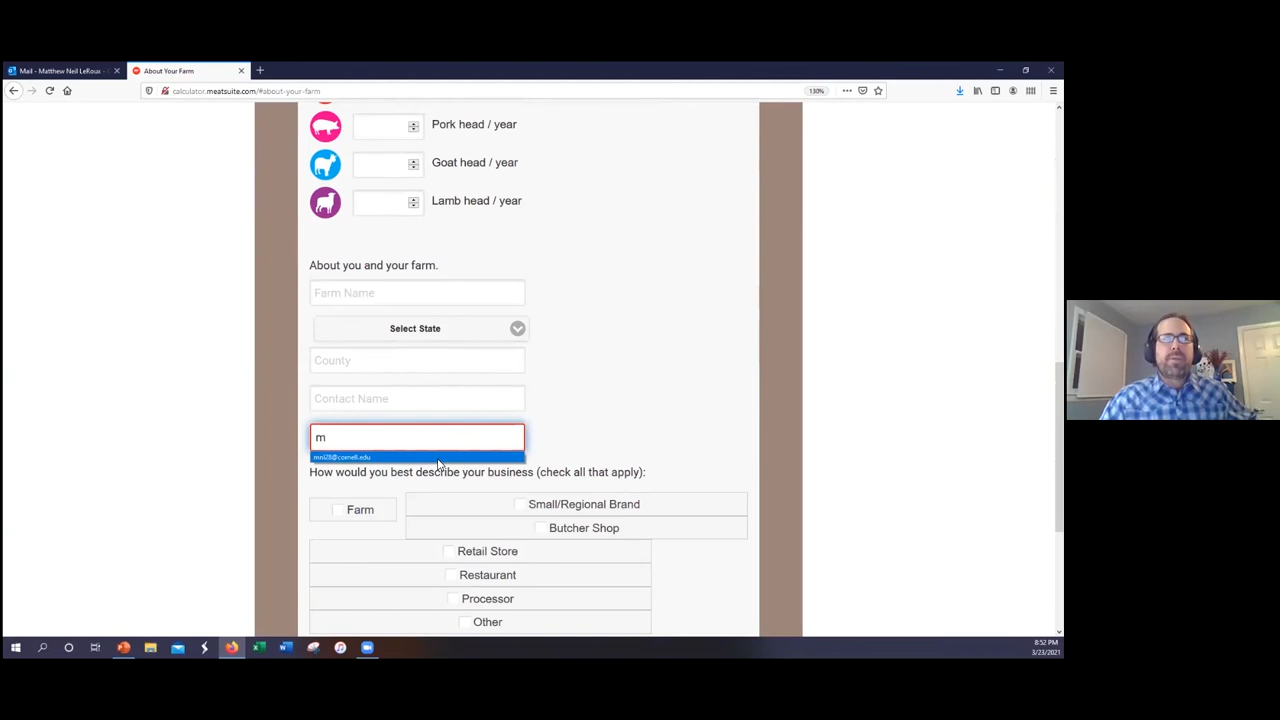 Mail - Matthew Neil LeRoux -
About Your Farm
calculator.meatsuite.com/#about-your-farm
130%
Pork head / year
Goat head / year
Lamb head / year
About you and your farm.
Farm Name
Select State
County
Contact Name
m
mnl28@cornell.edu
How would you best describe your business (check all that apply):
Farm
Small/Regional Brand
Butcher Shop
Retail Store
Restaurant
Processor
Other
8:52 PM
3/23/2021